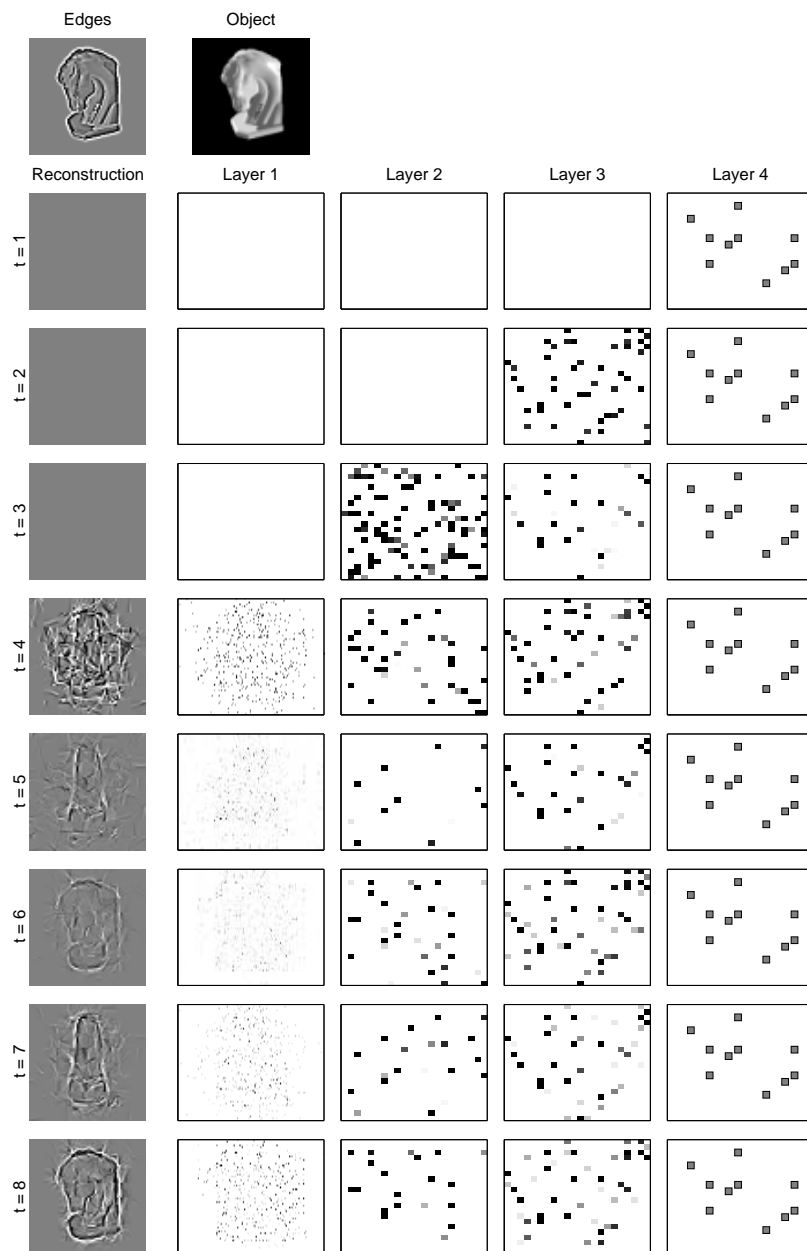 Edges Object
Reconstruction Layer 1 Layer 2 Layer 3 Layer 4
t = 1
t = 2
t = 3
t = 4
t = 5
t = 6
t = 7
t = 8